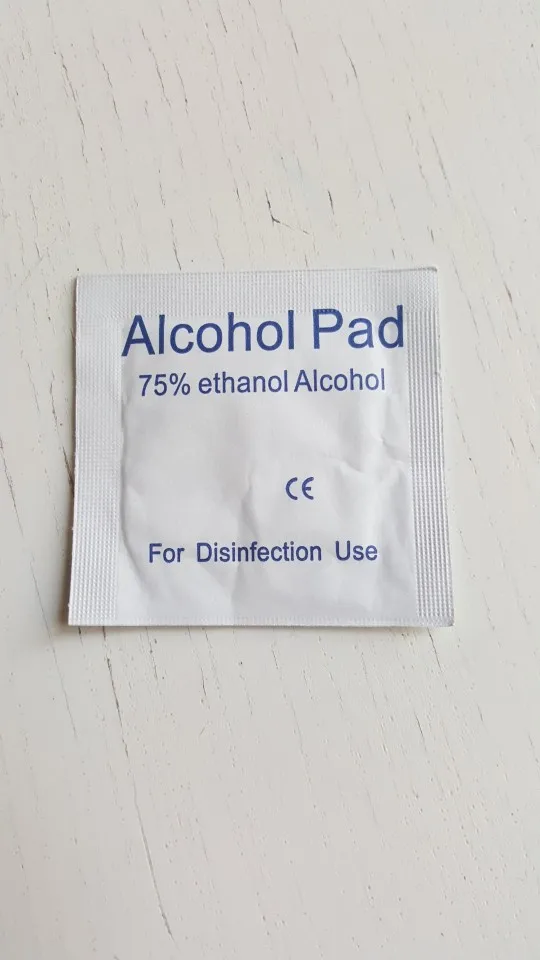 Alcohol Pad
75% ethanol Alcohol
CE
For Disinfection Use